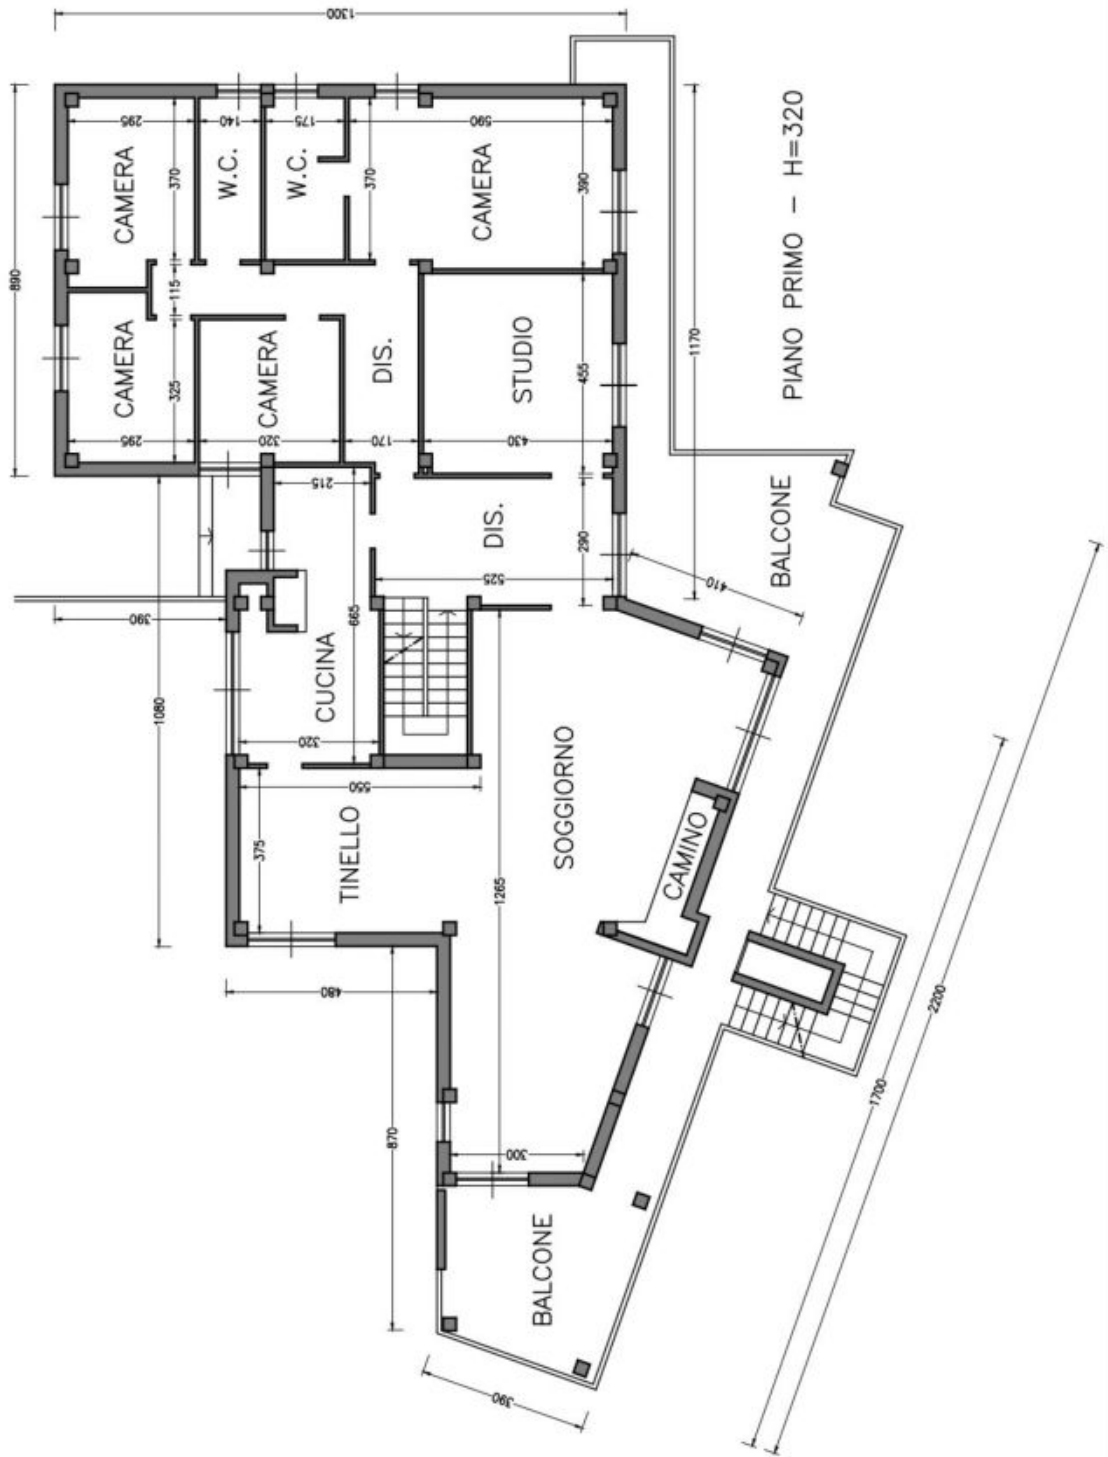 1300
295
140
175
590
CAMERA
370
W.C.
W.C.
370
CAMERA
390
890
115
CAMERA
325
CAMERA
DIS.
STUDIO
455
1170
PIANO PRIMO – H=320
295
320
170
430
215
DIS.
290
BALCONE
525
410
390
665
1080
CUCINA
320
550
375
TINELLO
SOGGIORNO
CAMINO
1265
480
870
300
BALCONE
390
1700
2200